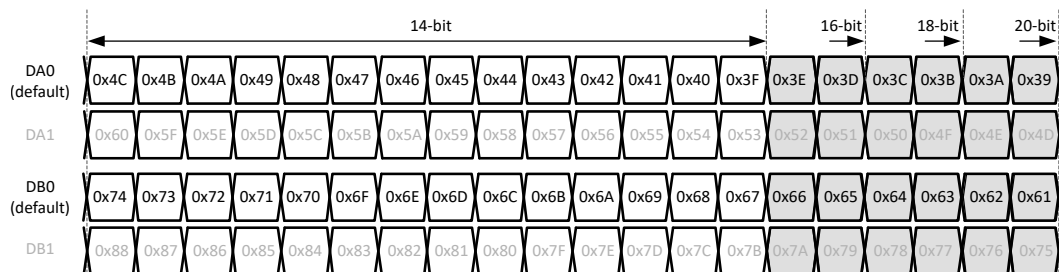 14-bit 16-bit 18-bit 20-bit
DA0 0x4C 0x4B 0x4A 0x49 0x48 0x47 0x46 0x45 0x44 0x43 0x42 0x41 0x40 0x3F 0x3E 0x3D 0x3C 0x3B 0x3A 0x39
(default)
DA1 0x60 0x5F 0x5E 0x5D 0x5C 0x5B 0x5A 0x59 0x58 0x57 0x56 0x55 0x54 0x53 0x52 0x51 0x50 0x4F 0x4E 0x4D
DB0 0x74 0x73 0x72 0x71 0x70 0x6F 0x6E 0x6D 0x6C 0x6B 0x6A 0x69 0x68 0x67 0x66 0x65 0x64 0x63 0x62 0x61
(default)
DB1 0x88 0x87 0x86 0x85 0x84 0x83 0x82 0x81 0x80 0x7F 0x7E 0x7D 0x7C 0x7B 0x7A 0x79 0x78 0x77 0x76 0x75